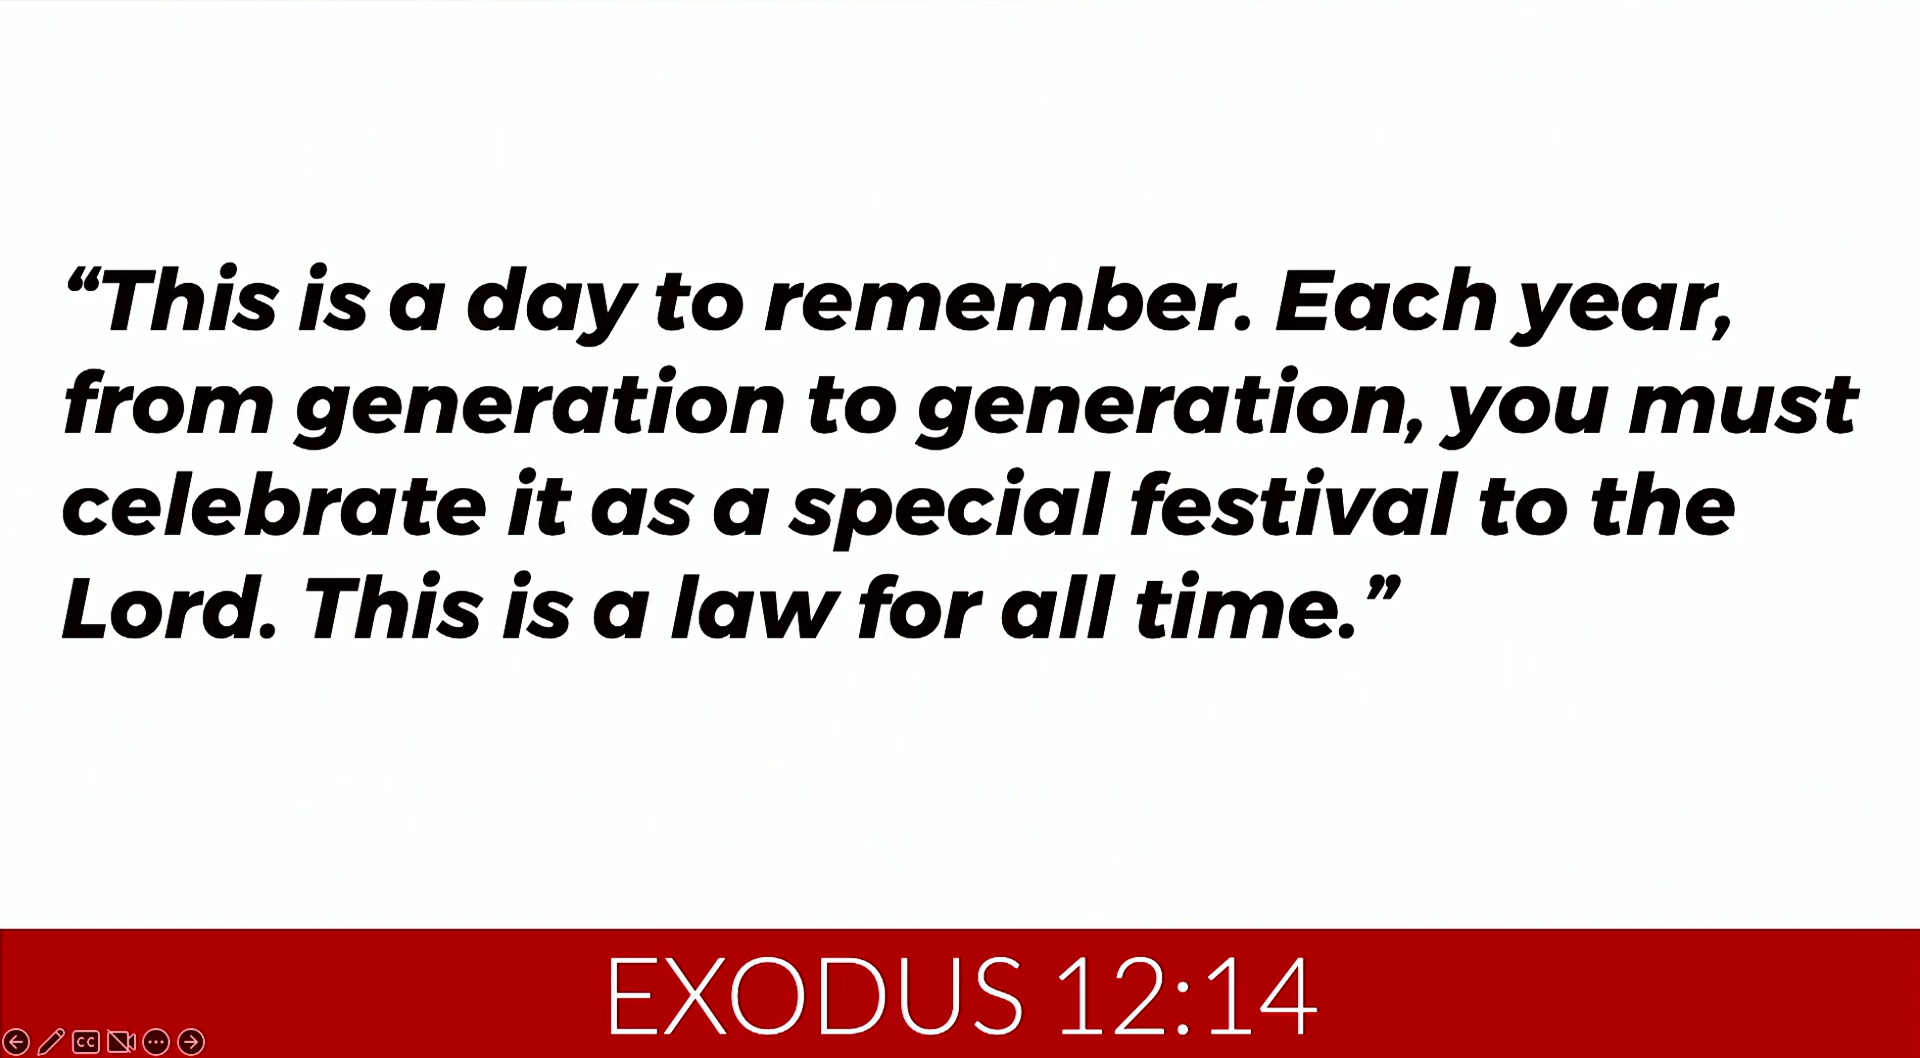 “This is a day to remember. Each year,
from generation to generation, you must
celebrate it as a special festival to the
Lord. This is a law for all time.”
EXODUS 12:14
CC